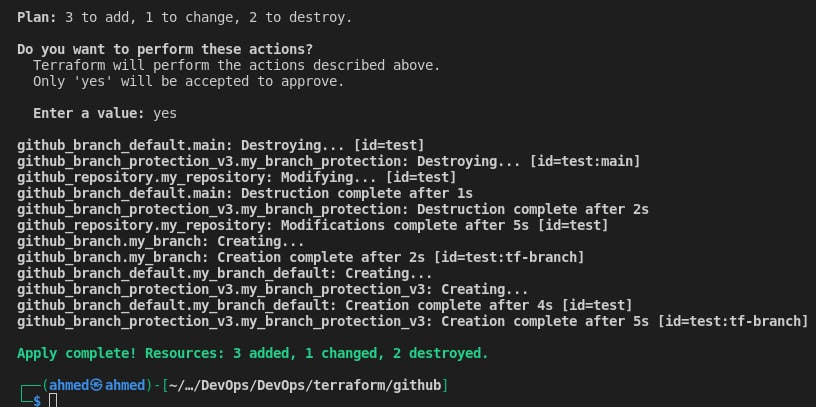 Plan: 3 to add, 1 to change, 2 to destroy.
Do you want to perform these actions?
Terraform will perform the actions described above.
Only 'yes' will be accepted to approve.
Enter a value: yes
github_branch_default.main: Destroying... [id=test]
github_branch_protection_v3.my_branch_protection: Destroying... [id=test:main]
github_repository.my_repository: Modifying... [id=test]
github_branch_default.main: Destruction complete after 1s
github_branch_protection_v3.my_branch_protection: Destruction complete after 2s
github_repository.my_repository: Modifications complete after 5s [id=test]
github_branch.my_branch: Creating...
github_branch.my_branch: Creation complete after 2s [id=test:tf-branch]
github_branch_default.my_branch_default: Creating...
github_branch_protection_v3.my_branch_protection_v3: Creating...
github_branch_default.my_branch_default: Creation complete after 4s [id=test]
github_branch_protection_v3.my_branch_protection_v3: Creation complete after 5s [id=test:tf-branch]
Apply complete! Resources: 3 added, 1 changed, 2 destroyed.
┌──(ahmed㉿ahmed)-[~/…/DevOps/DevOps/terraform/github]
└─$